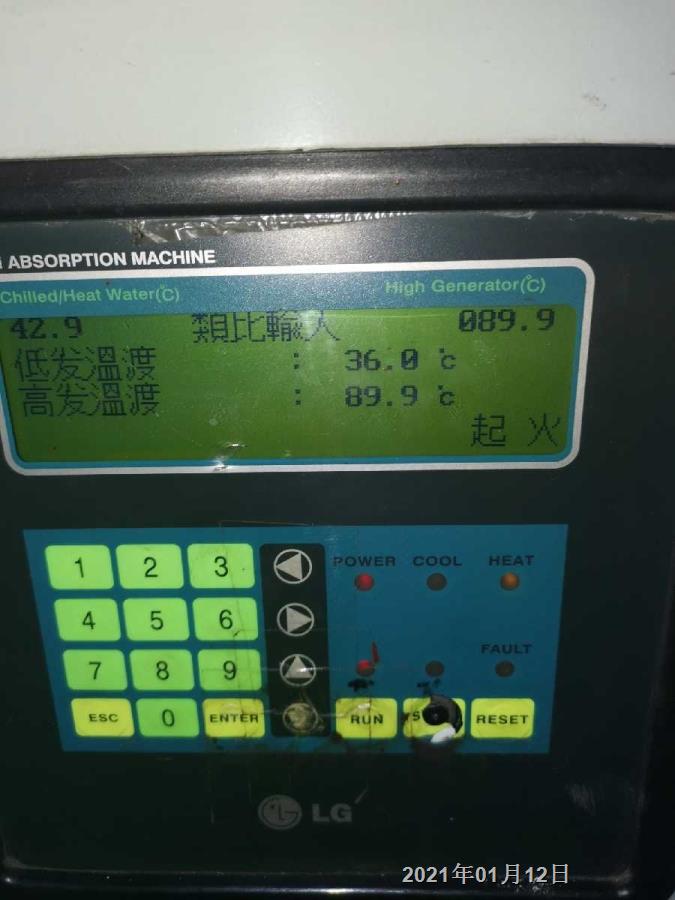 ABSORPTION MACHINE
Chilled/Heat Water(℃) High Generator(℃)
42.9 類比輸入 089.9
低发溫渡 : 36.0 ℃
高发溫渡 : 89.9 ℃
起火
1 2 3 POWER COOL HEAT
4 5 6
7 8 9 FAULT
ESC 0 ENTER RUN RESET
LG
2021年01月12日